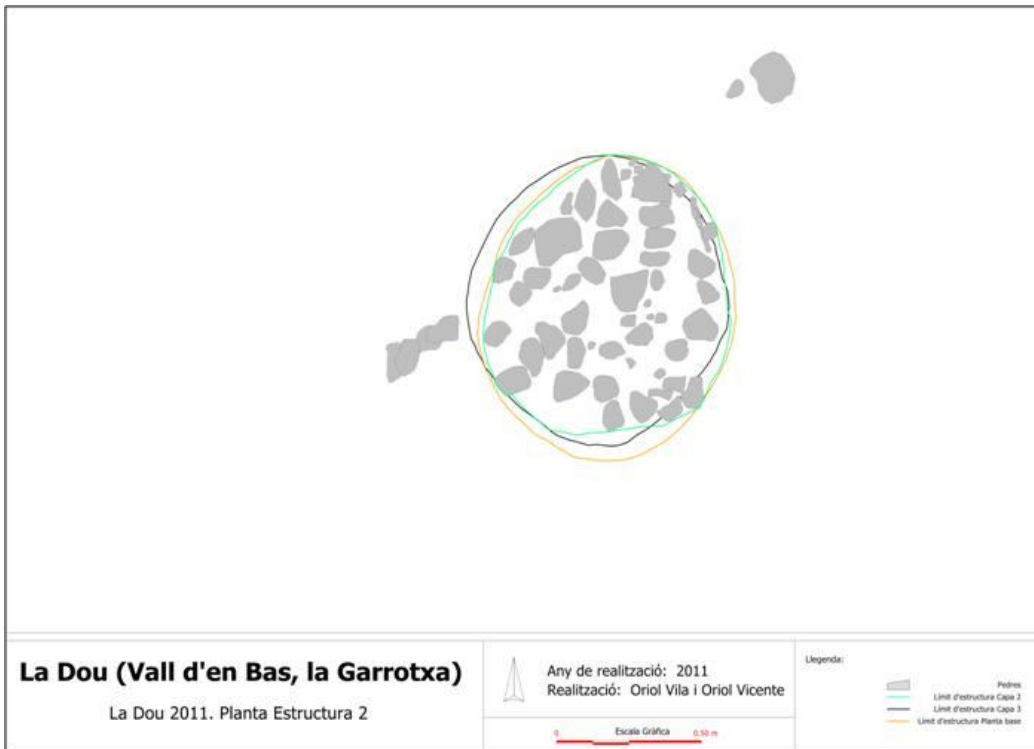 La Dou (Vall d'en Bas, la Garrotxa)
La Dou 2011. Planta Estructura 2
Any de realització: 2011
Realització: Oriol Vila i Oriol Vicente
Escala Gràfica
0 0,50 m
Llegenda:
Pedres
Límit d'estructura Capa 2
Límit d'estructura Capa 3
Límit d'estructura Planta base